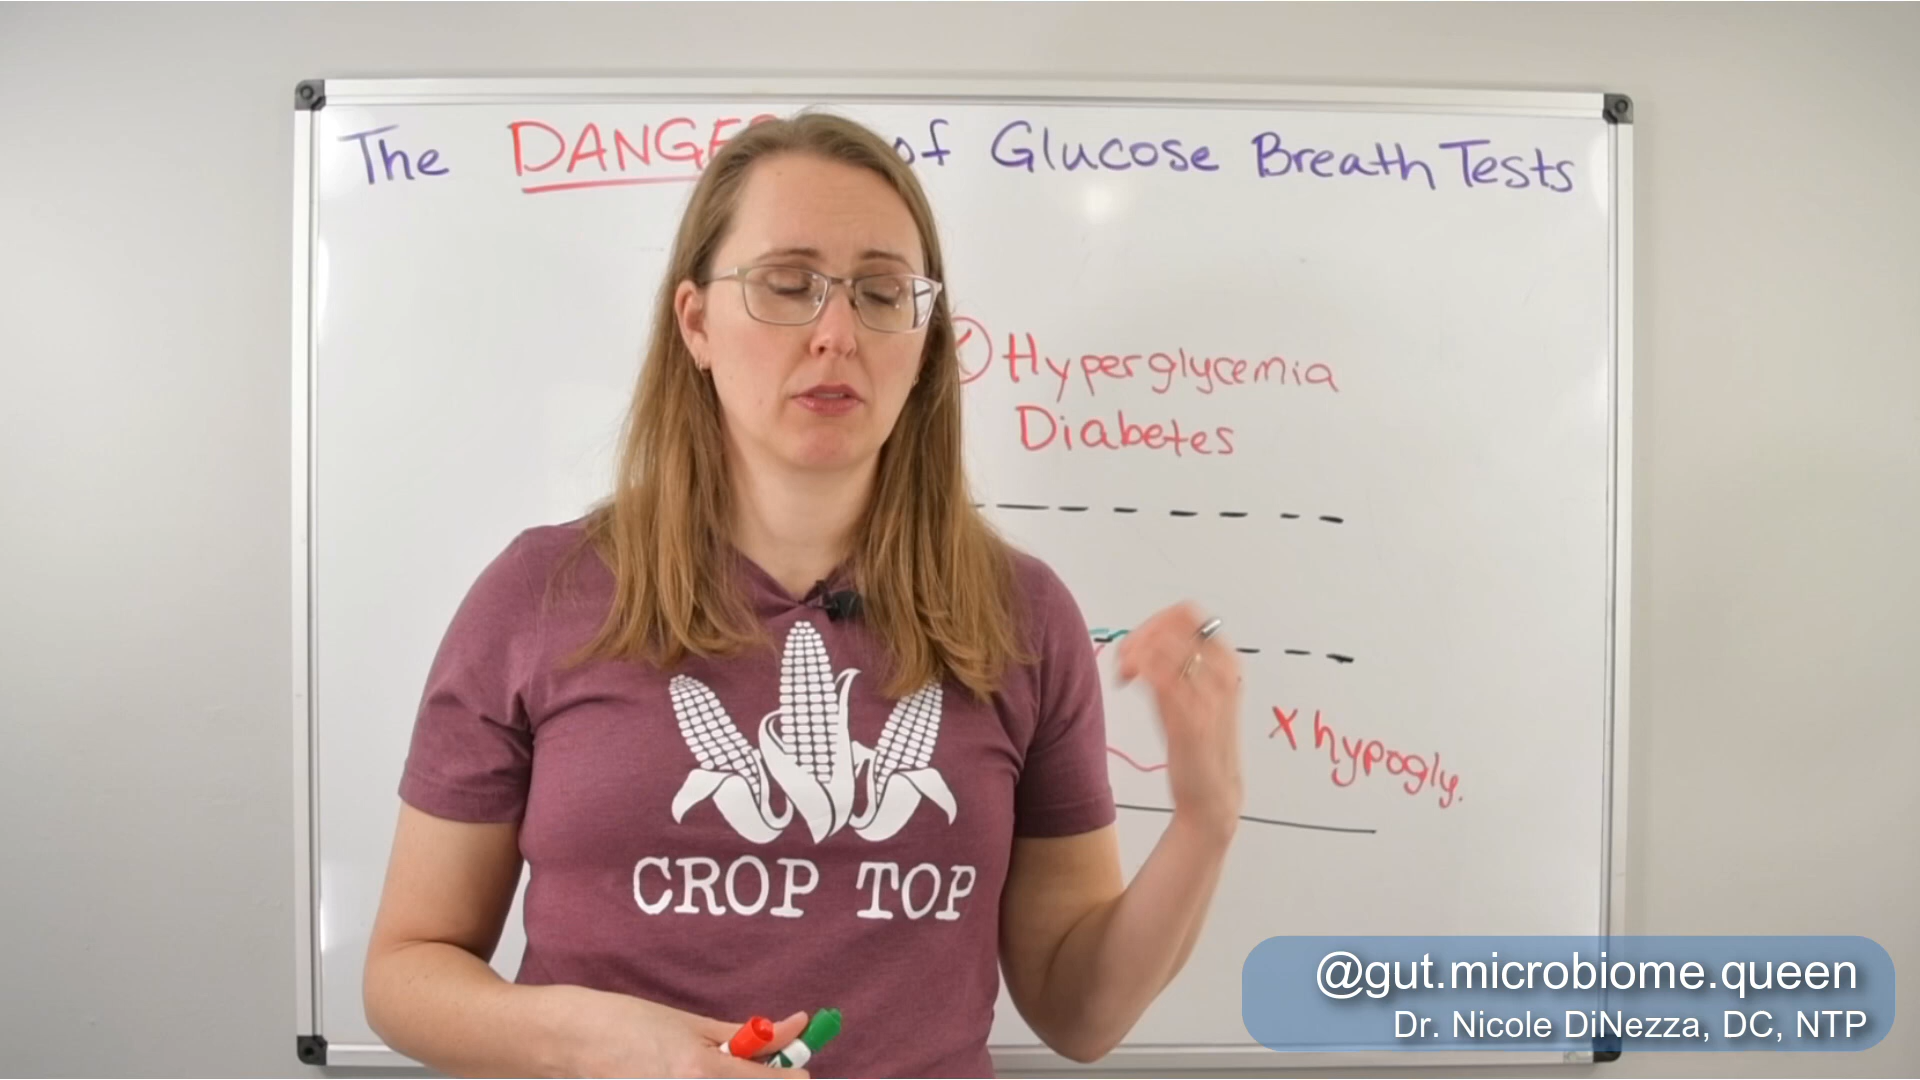 The DANGE of Glucose Breath Tests
Hyperglycemia
Diabetes
X hypogly.
CROP TOP
@gut.microbiome.queen
Dr. Nicole DiNezza, DC, NTP